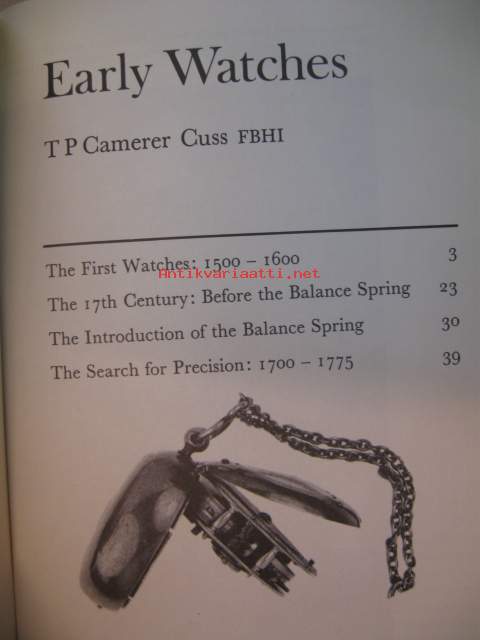 Early Watches
T P Camerer Cuss FBHI
The First Watches: 1500 – 1600 3
Antikvariaatti.net
The 17th Century: Before the Balance Spring 23
The Introduction of the Balance Spring 30
The Search for Precision: 1700 – 1775 39